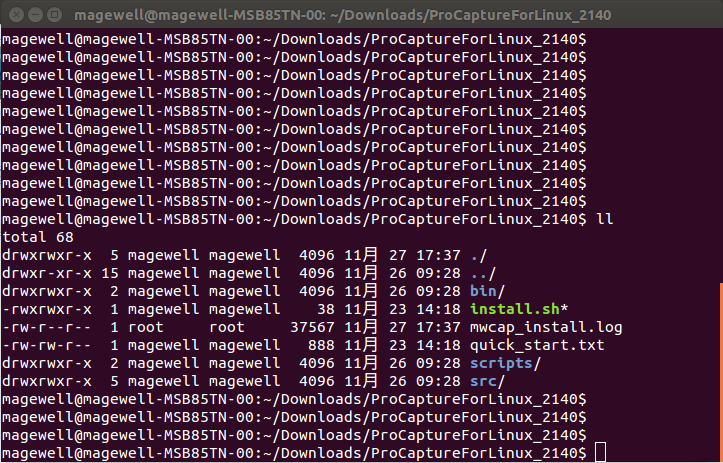 magewell@magewell-MSB85TN-00: ~/Downloads/ProCaptureForLinux_2140
magewell@magewell-MSB85TN-00:~/Downloads/ProCaptureForLinux_2140$
magewell@magewell-MSB85TN-00:~/Downloads/ProCaptureForLinux_2140$
magewell@magewell-MSB85TN-00:~/Downloads/ProCaptureForLinux_2140$
magewell@magewell-MSB85TN-00:~/Downloads/ProCaptureForLinux_2140$
magewell@magewell-MSB85TN-00:~/Downloads/ProCaptureForLinux_2140$
magewell@magewell-MSB85TN-00:~/Downloads/ProCaptureForLinux_2140$
magewell@magewell-MSB85TN-00:~/Downloads/ProCaptureForLinux_2140$
magewell@magewell-MSB85TN-00:~/Downloads/ProCaptureForLinux_2140$
magewell@magewell-MSB85TN-00:~/Downloads/ProCaptureForLinux_2140$
magewell@magewell-MSB85TN-00:~/Downloads/ProCaptureForLinux_2140$
magewell@magewell-MSB85TN-00:~/Downloads/ProCaptureForLinux_2140$ ll
total 68
drwxrwxr-x  5 magewell magewell  4096 11月 27 17:37 ./
drwxr-xr-x 15 magewell magewell  4096 11月 26 09:28 ../
drwxrwxr-x  2 magewell magewell  4096 11月 26 09:28 bin/
-rwxrwxr-x  1 magewell magewell    38 11月 23 14:18 install.sh*
-rw-r--r--  1 root     root     37567 11月 27 17:37 mwcap_install.log
-rw-rw-r--  1 magewell magewell   888 11月 23 14:18 quick_start.txt
drwxrwxr-x  2 magewell magewell  4096 11月 26 09:28 scripts/
drwxrwxr-x  5 magewell magewell  4096 11月 26 09:28 src/
magewell@magewell-MSB85TN-00:~/Downloads/ProCaptureForLinux_2140$
magewell@magewell-MSB85TN-00:~/Downloads/ProCaptureForLinux_2140$
magewell@magewell-MSB85TN-00:~/Downloads/ProCaptureForLinux_2140$
magewell@magewell-MSB85TN-00:~/Downloads/ProCaptureForLinux_2140$